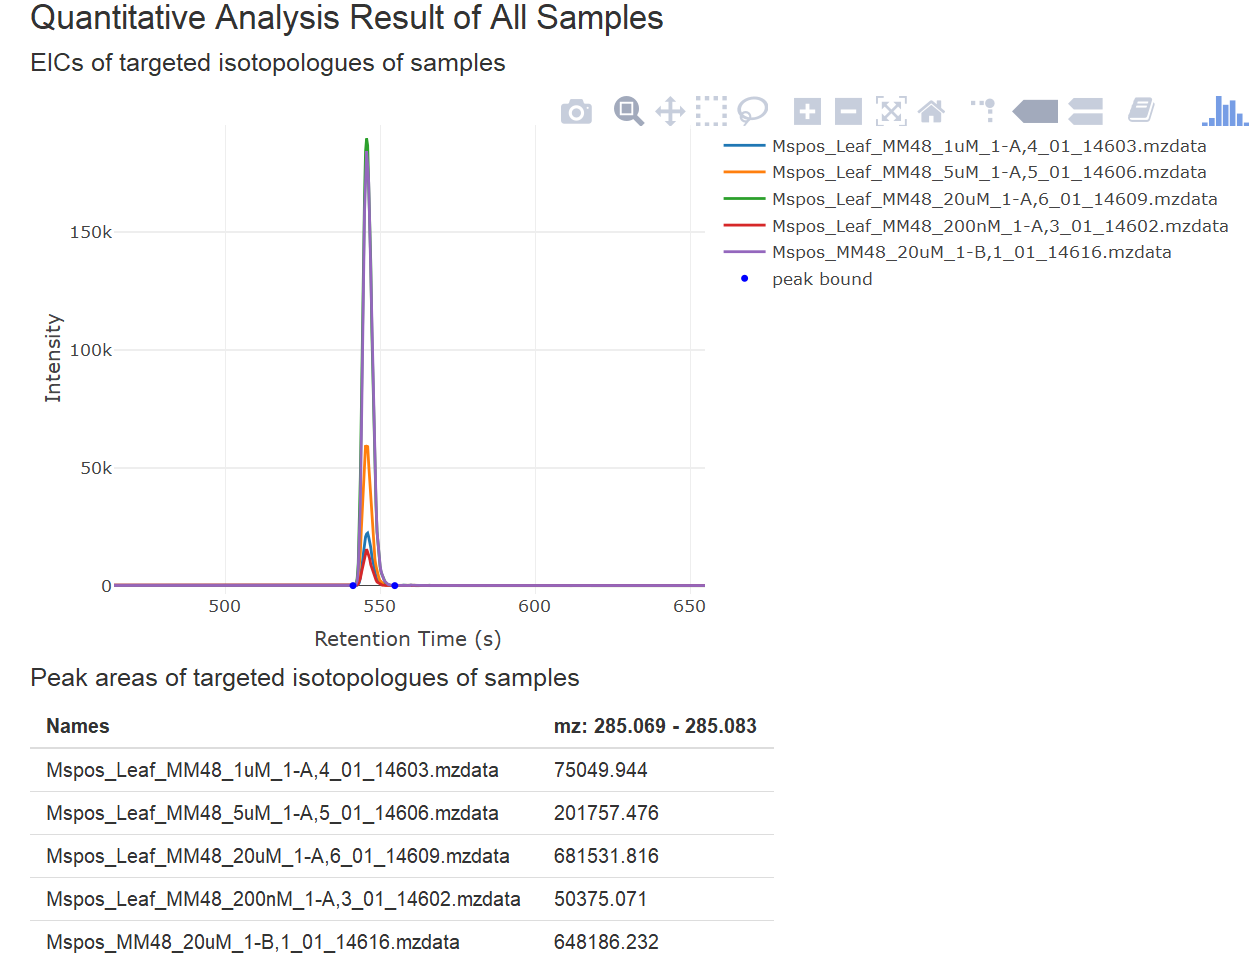 Quantitative Analysis Result of All Samples
EICs of targeted isotopologues of samples
Mspos_Leaf_MM48_1uM_1-A,4_01_14603.mzdata
Mspos_Leaf_MM48_5uM_1-A,5_01_14606.mzdata
Mspos_Leaf_MM48_20uM_1-A,6_01_14609.mzdata
Mspos_Leaf_MM48_200nM_1-A,3_01_14602.mzdata
Mspos_MM48_20uM_1-B,1_01_14616.mzdata
peak bound
150k
100k
50k
0
Intensity
500 550 600 650
Retention Time (s)
Peak areas of targeted isotopologues of samples
Names mz: 285.069 - 285.083
Mspos_Leaf_MM48_1uM_1-A,4_01_14603.mzdata 75049.944
Mspos_Leaf_MM48_5uM_1-A,5_01_14606.mzdata 201757.476
Mspos_Leaf_MM48_20uM_1-A,6_01_14609.mzdata 681531.816
Mspos_Leaf_MM48_200nM_1-A,3_01_14602.mzdata 50375.071
Mspos_MM48_20uM_1-B,1_01_14616.mzdata 648186.232